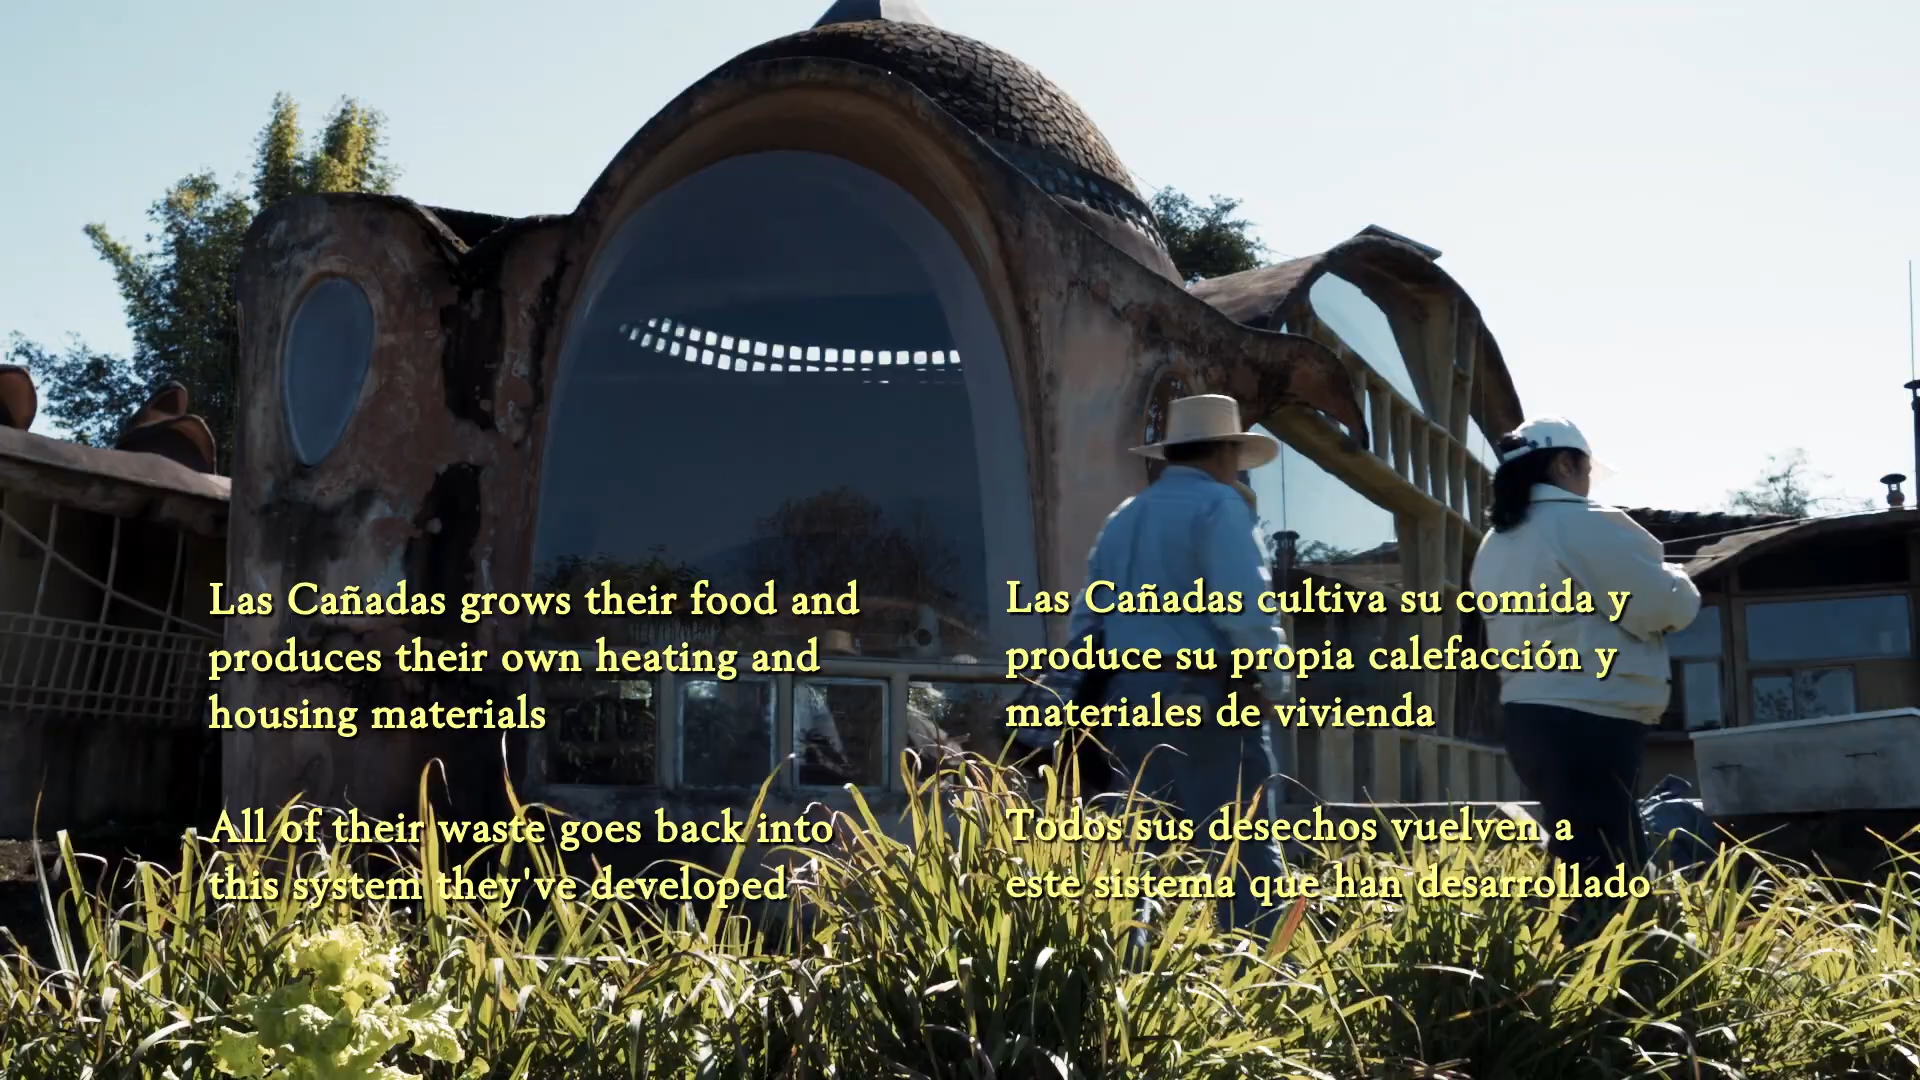 Las Cañadas grows their food and
produces their own heating and
housing materials
All of their waste goes back into
this system they've developed
Las Cañadas cultiva su comida y
produce su propia calefacción y
materiales de vivienda
Todos sus desechos vuelven a
este sistema que han desarrollado